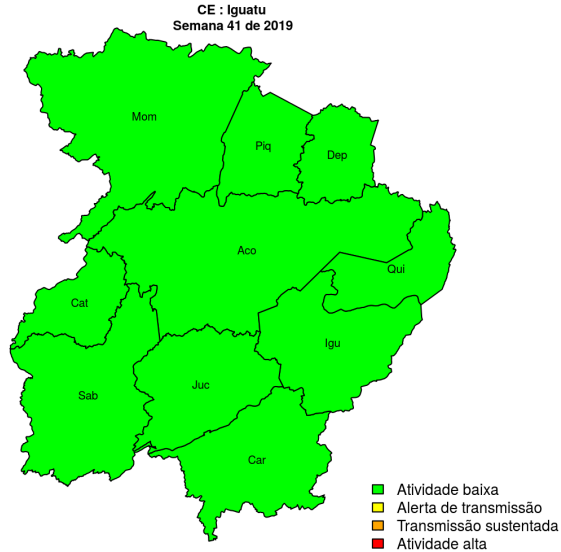 CE : Iguatu
Semana 41 de 2019
Mom
Piq
Dep
Aco
Qui
Cat
Igu
Sab
Juc
Car
Atividade baixa
Alerta de transmissão
Transmissão sustentada
Atividade alta